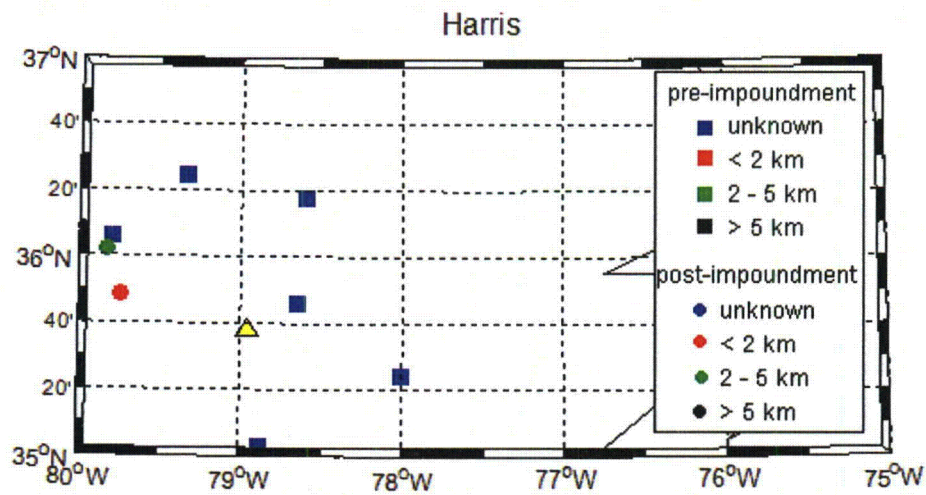 Harris
37°N
40'
20'
36°N
40'
20'
35°N
80°W
79°W
78°W
77°W
76°W
75°W
pre-impoundment
unknown
< 2 km
2 - 5 km
> 5 km
post-impoundment
unknown
< 2 km
2 - 5 km
> 5 km